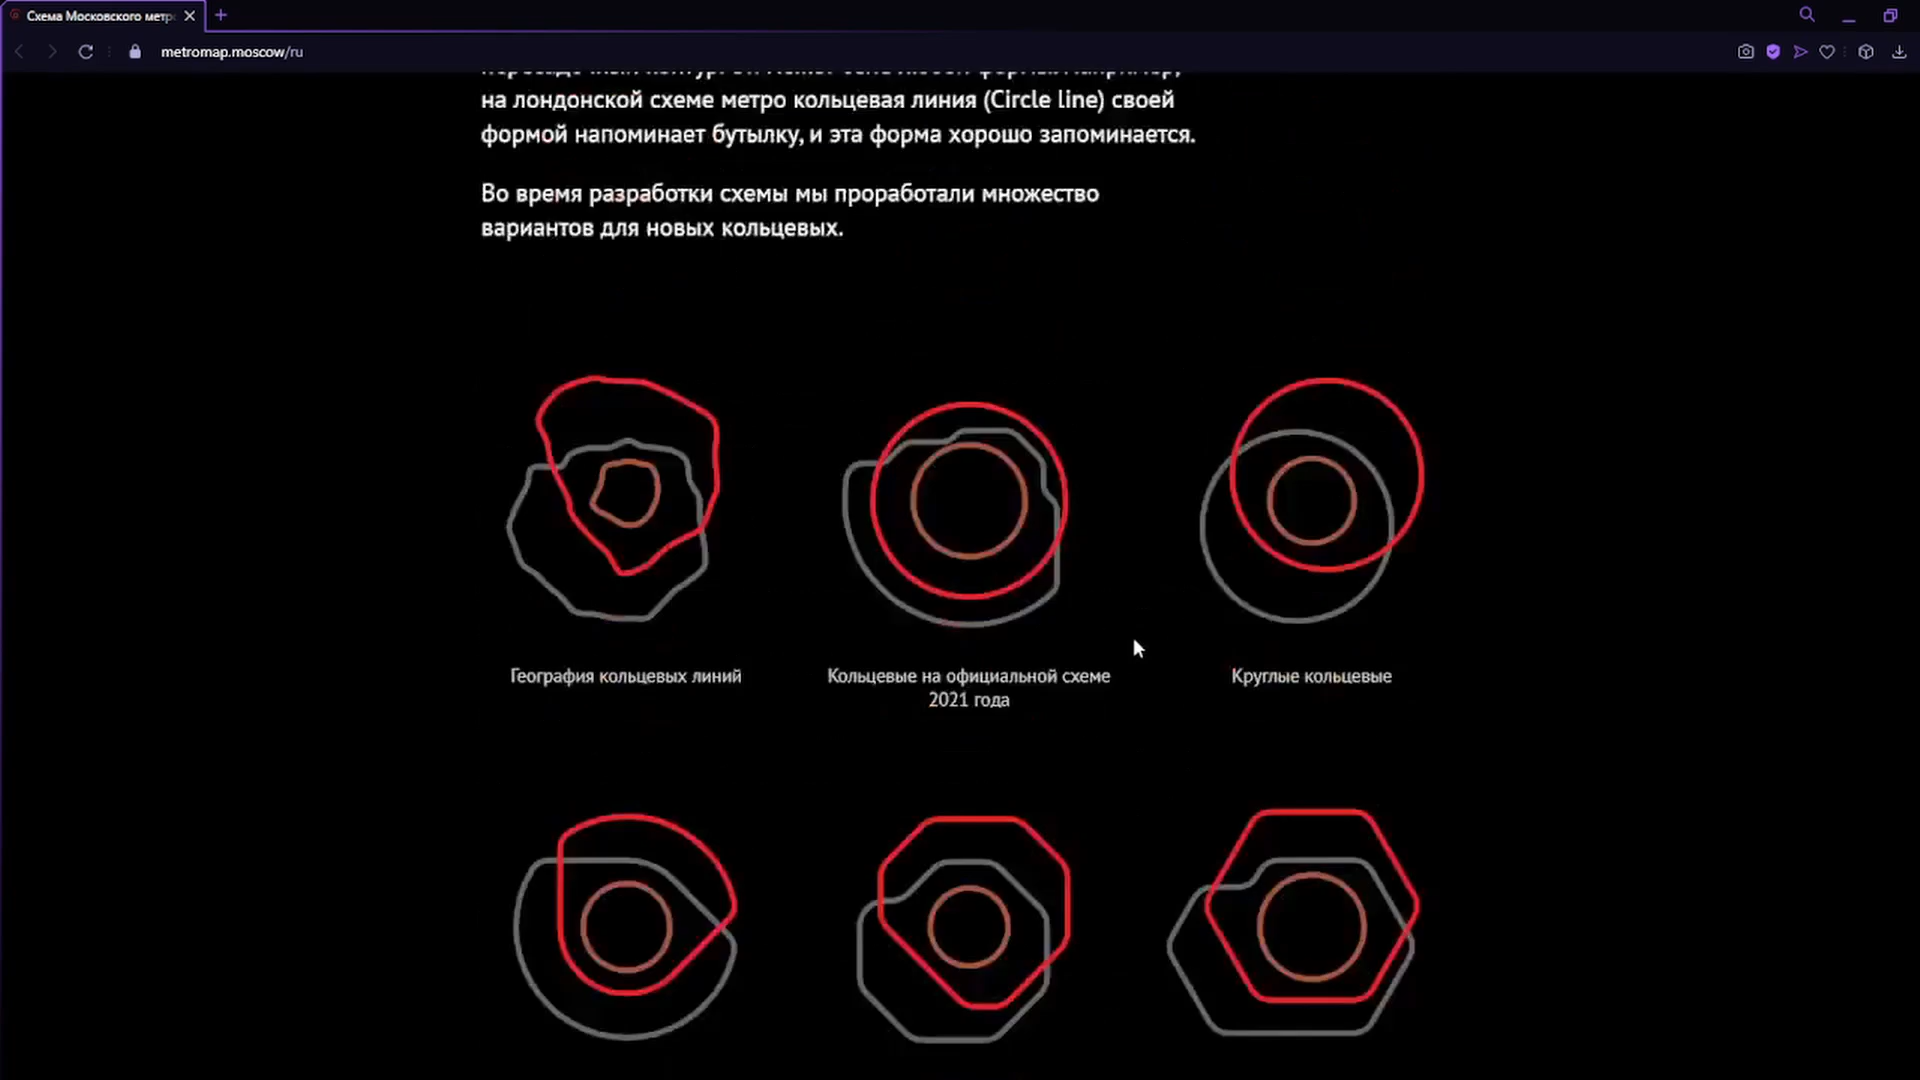 Схема Московского метр
metromap.moscow/ru
на лондонской схеме метро кольцевая линия (Circle line) своей
формой напоминает бутылку, и эта форма хорошо запоминается.
Во время разработки схемы мы проработали множество
вариантов для новых кольцевых.
География кольцевых линий
Кольцевые на официальной схеме
2021 года
Круглые кольцевые